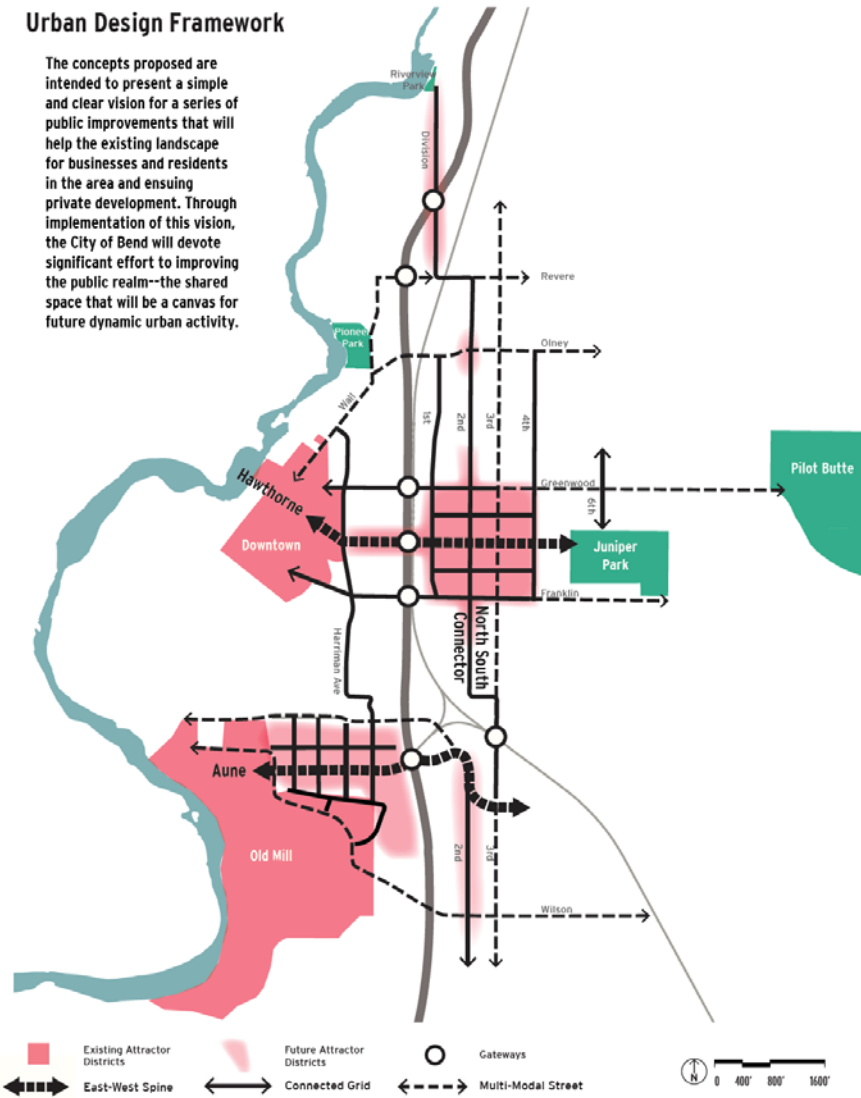 Urban Design Framework
The concepts proposed are
intended to present a simple
and clear vision for a series of
public improvements that will
help the existing landscape
for businesses and residents
in the area and ensuing
private development. Through
implementation of this vision,
the City of Bend will devote
significant effort to improving
the public realm--the shared
space that will be a canvas for
future dynamic urban activity.
Riverview
Park
Division
Revere
Pioneer
Park
Olney
Wall
1st
2nd
3rd
4th
Hawthorne
Greenwood
6th
Pilot Butte
Downtown
Juniper
Park
Franklin
Harriman Ave
North South
Connector
Aune
Old Mill
2nd
3rd
Wilson
Existing Attractor
Districts
Future Attractor
Districts
Gateways
East-West Spine
Connected Grid
Multi-Modal Street
N
0 400' 800' 1600'